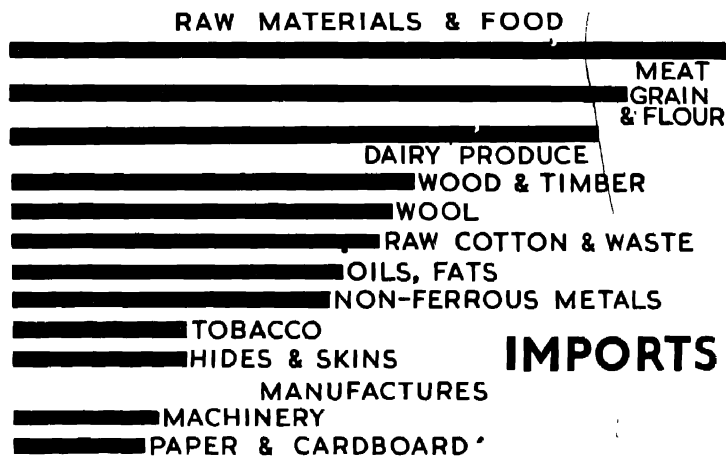 RAW MATERIALS & FOOD
MEAT
GRAIN
& FLOUR
DAIRY PRODUCE
WOOD & TIMBER
WOOL
RAW COTTON & WASTE
OILS, FATS
NON-FERROUS METALS
TOBACCO
HIDES & SKINS
IMPORTS
MANUFACTURES
MACHINERY
PAPER & CARDBOARD